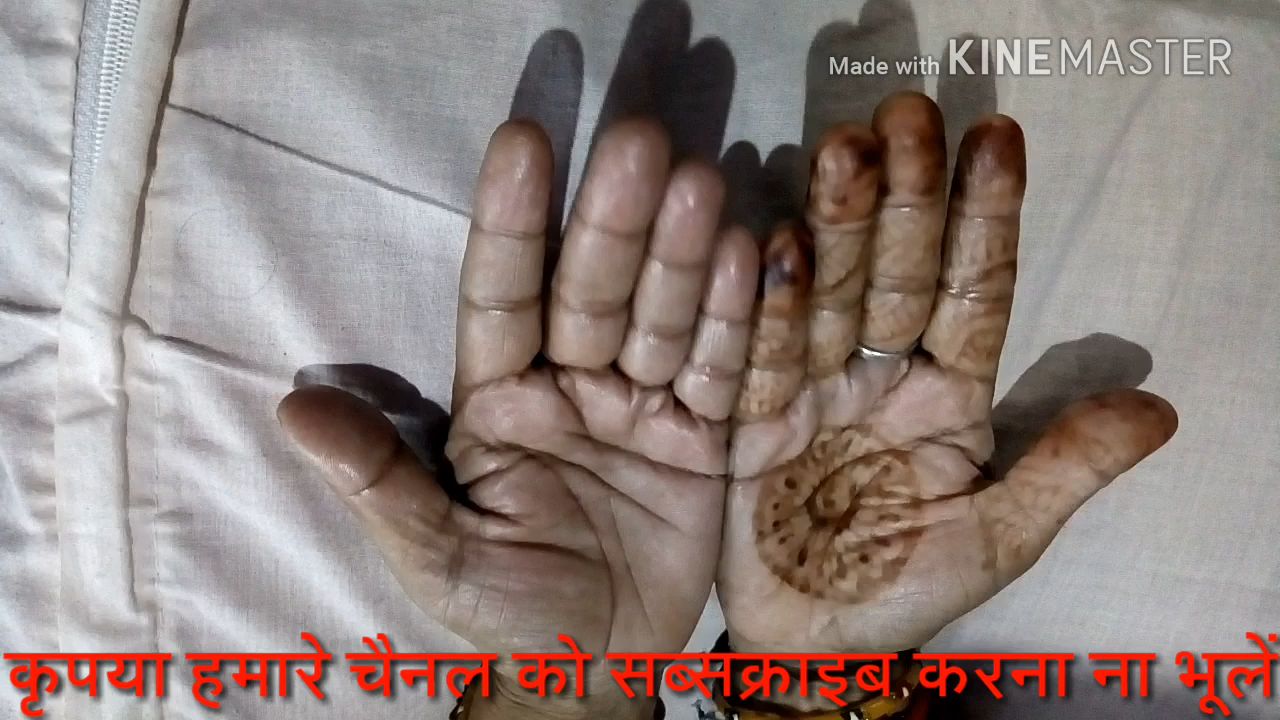 Made with KINEMASTER
कृपया हमारे चैनल को सब्सक्राइब करना ना भूलें